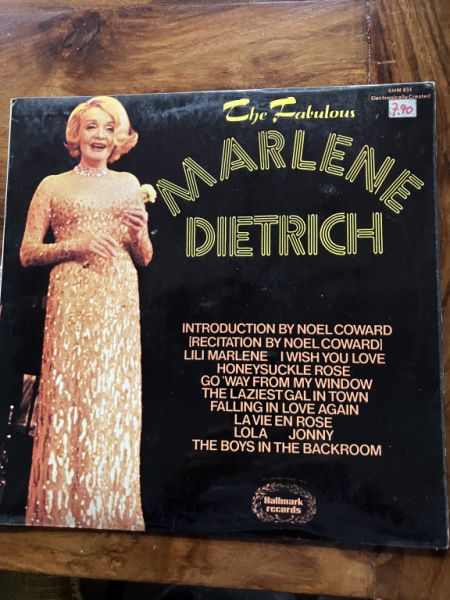 SHM 834
Electronically Created
7.90
The Fabulous
MARLENE
DIETRICH
INTRODUCTION BY NOEL COWARD
[RECITATION BY NOEL COWARD]
LILI MARLENE I WISH YOU LOVE
HONEYSUCKLE ROSE
GO 'WAY FROM MY WINDOW
THE LAZIEST GAL IN TOWN
FALLING IN LOVE AGAIN
LA VIE EN ROSE
LOLA JONNY
THE BOYS IN THE BACKROOM
Hallmark
records